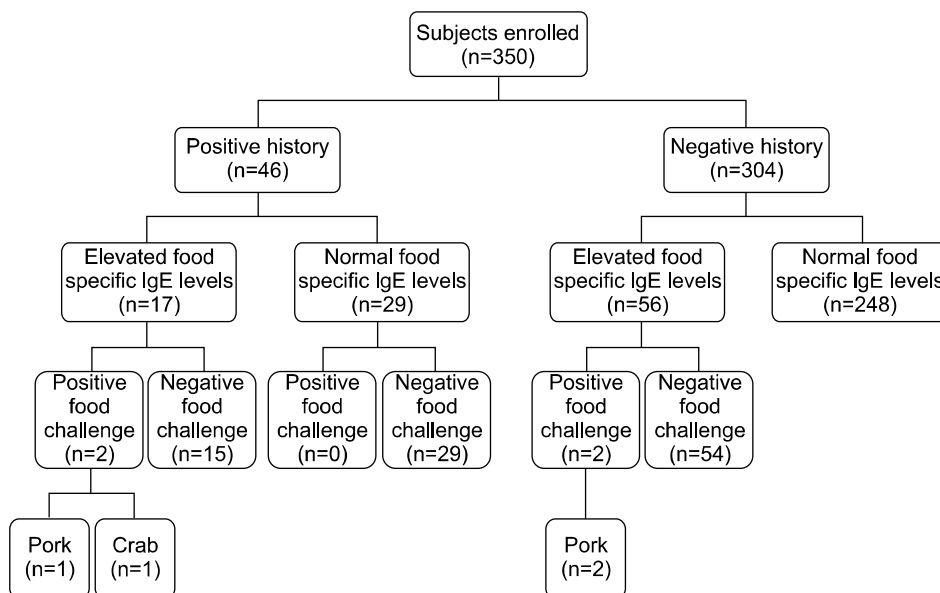 Subjects enrolled
(n=350)
Positive history
(n=46)
Negative history
(n=304)
Elevated food
specific IgE levels
(n=17)
Normal food
specific IgE levels
(n=29)
Elevated food
specific IgE levels
(n=56)
Normal food
specific IgE levels
(n=248)
Positive
food
challenge
(n=2)
Negative
food
challenge
(n=15)
Positive
food
challenge
(n=0)
Negative
food
challenge
(n=29)
Positive
food
challenge
(n=2)
Negative
food
challenge
(n=54)
Pork
(n=1)
Crab
(n=1)
Pork
(n=2)